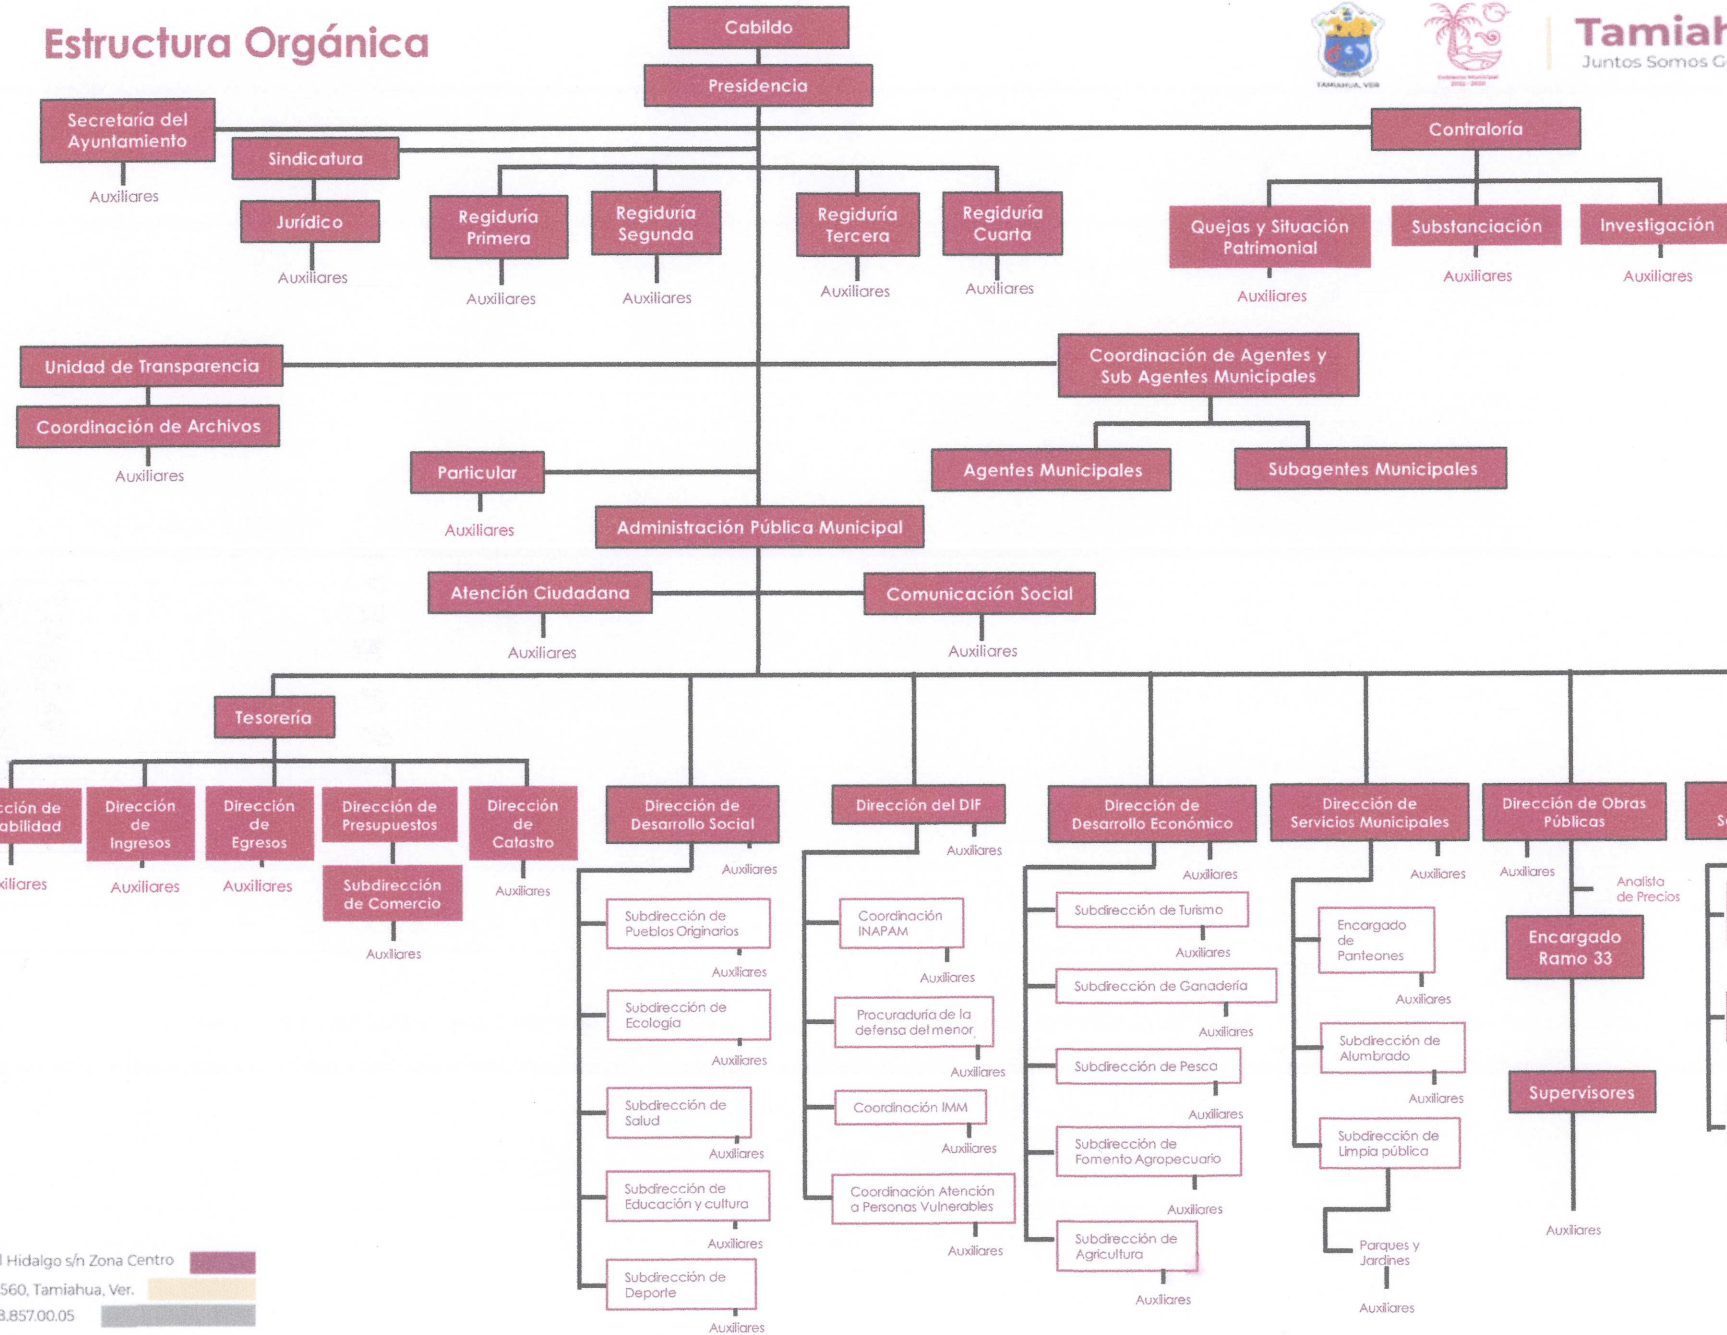 Estructura Orgánica
Cabildo
Presidencia
TAMIAHUA, VER
Gobierno Municipal
Tamiah
Juntos Somos G
Secretaría del
Ayuntamiento
Auxiliares
Sindicatura
Jurídico
Auxiliares
Regiduría
Primera
Auxiliares
Regiduría
Segunda
Auxiliares
Regiduría
Tercera
Auxiliares
Regiduría
Cuarta
Auxiliares
Contraloría
Quejas y Situación
Patrimonial
Auxiliares
Substanciación
Auxiliares
Investigación
Auxiliares
Unidad de Transparencia
Coordinación de Archivos
Auxiliares
Coordinación de Agentes y
Sub Agentes Municipales
Agentes Municipales
Subagentes Municipales
Particular
Auxiliares
Administración Pública Municipal
Atención Ciudadana
Auxiliares
Comunicación Social
Auxiliares
Tesorería
cción de
abilidad
xiliares
Dirección
de
Ingresos
Auxiliares
Dirección
de
Egresos
Auxiliares
Dirección de
Presupuestos
Subdirección
de Comercio
Auxiliares
Dirección
de
Catastro
Auxiliares
Dirección de
Desarrollo Social
Auxiliares
Subdirección de
Pueblos Originarios
Auxiliares
Subdirección de
Ecología
Auxiliares
Subdirección de
Salud
Auxiliares
Subdirección de
Educación y cultura
Auxiliares
Subdirección de
Deporte
Auxiliares
Dirección del DIF
Auxiliares
Coordinación
INAPAM
Auxiliares
Procuraduria de la
defensa del menor
Auxiliares
Coordinación IMM
Auxiliares
Coordinación Atención
a Personas Vulnerables
Auxiliares
Dirección de
Desarrollo Económico
Auxiliares
Subdirección de Turismo
Auxiliares
Subdirección de Ganadería
Auxiliares
Subdirección de Pesca
Auxiliares
Subdirección de
Fomento Agropecuario
Auxiliares
Subdirección de
Agricultura
Auxiliares
Dirección de
Servicios Municipales
Auxiliares
Encargado
de
Panteones
Auxiliares
Subdirección de
Alumbrado
Auxiliares
Subdirección de
Limpia pública
Parques y
Jardines
Auxiliares
Dirección de Obras
Públicas
Auxiliares
Analista
de Precios
Encargado
Ramo 33
Supervisores
Auxiliares
S
l Hidalgo s/n Zona Centro
560, Tamiahua, Ver.
8.857.00.05